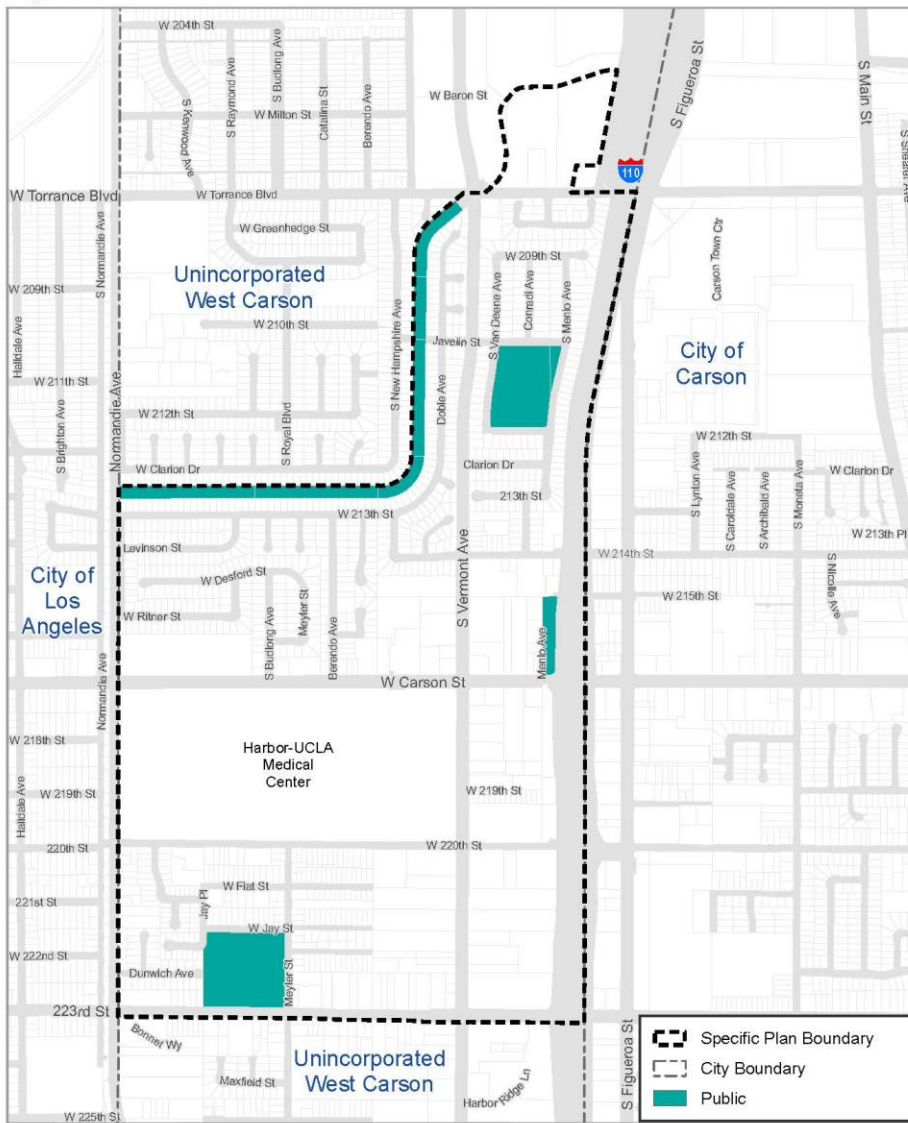 W 204th St
S Kenwood Ave
S Raymond Ave
S Budlong Ave
Catalina St
Berendo Ave
W Baron St
W Milton St
S Figueroa St
S Main St
110
W Torrance Blvd
W Torrance Blvd
W Greenhedge St
S Normandie Ave
W 209th St
W 209th St
Unincorporated
West Carson
Halldale Ave
W 210th St
S New Hampshire Ave
Javelin St
S Van Deene Ave
Conradi Ave
S Menlo Ave
Carson Town Ctr
City of
Carson
W 211th St
Doble Ave
S Brighton Ave
Normandie Ave
W 212th St
S Royal Blvd
W Clarion Dr
Clarion Dr
213th St
W 212th St
S Lynton Ave
S Caroldale Ave
S Archibald Ave
S Moneta Ave
W Clarion Dr
W 213th Pl
W 213th St
Levinson St
S Vermont Ave
W 214th St
S Nicolle Ave
City of
Los
Angeles
W Desford St
W Ritner St
S Budlong Ave
Meyler St
Berendo Ave
W 215th St
Menlo Ave
Normandie Ave
W Carson St
W 218th St
Harbor-UCLA
Medical
Center
Halldale Ave
W 219th St
W 219th St
220th St
W 220th St
221st St
Jay Pl
W Fiat St
W Jay St
W 222nd St
Dunwich Ave
Meyler St
223rd St
Bonner Wy
Unincorporated
West Carson
Maxfield St
Harbor Ridge Ln
S Figueroa St
W 225th St
Specific Plan Boundary
City Boundary
Public